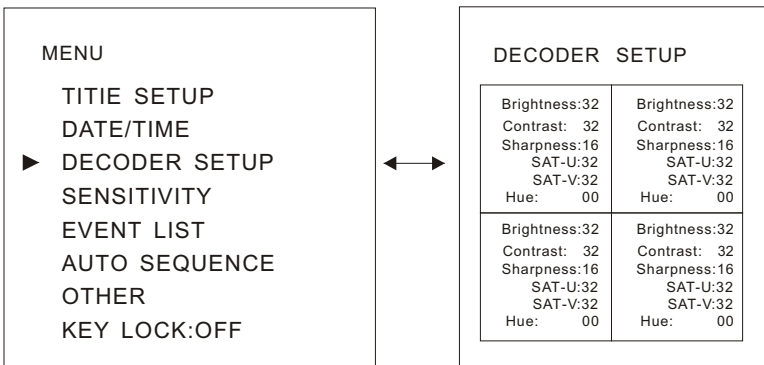 MENU
TITIE SETUP
DATE/TIME
DECODER SETUP
SENSITIVITY
EVENT LIST
AUTO SEQUENCE
OTHER
KEY LOCK:OFF
DECODER SETUP
Brightness:32
Contrast: 32
Sharpness:16
SAT-U:32
SAT-V:32
Hue: 00
Brightness:32
Contrast: 32
Sharpness:16
SAT-U:32
SAT-V:32
Hue: 00
Brightness:32
Contrast: 32
Sharpness:16
SAT-U:32
SAT-V:32
Hue: 00
Brightness:32
Contrast: 32
Sharpness:16
SAT-U:32
SAT-V:32
Hue: 00